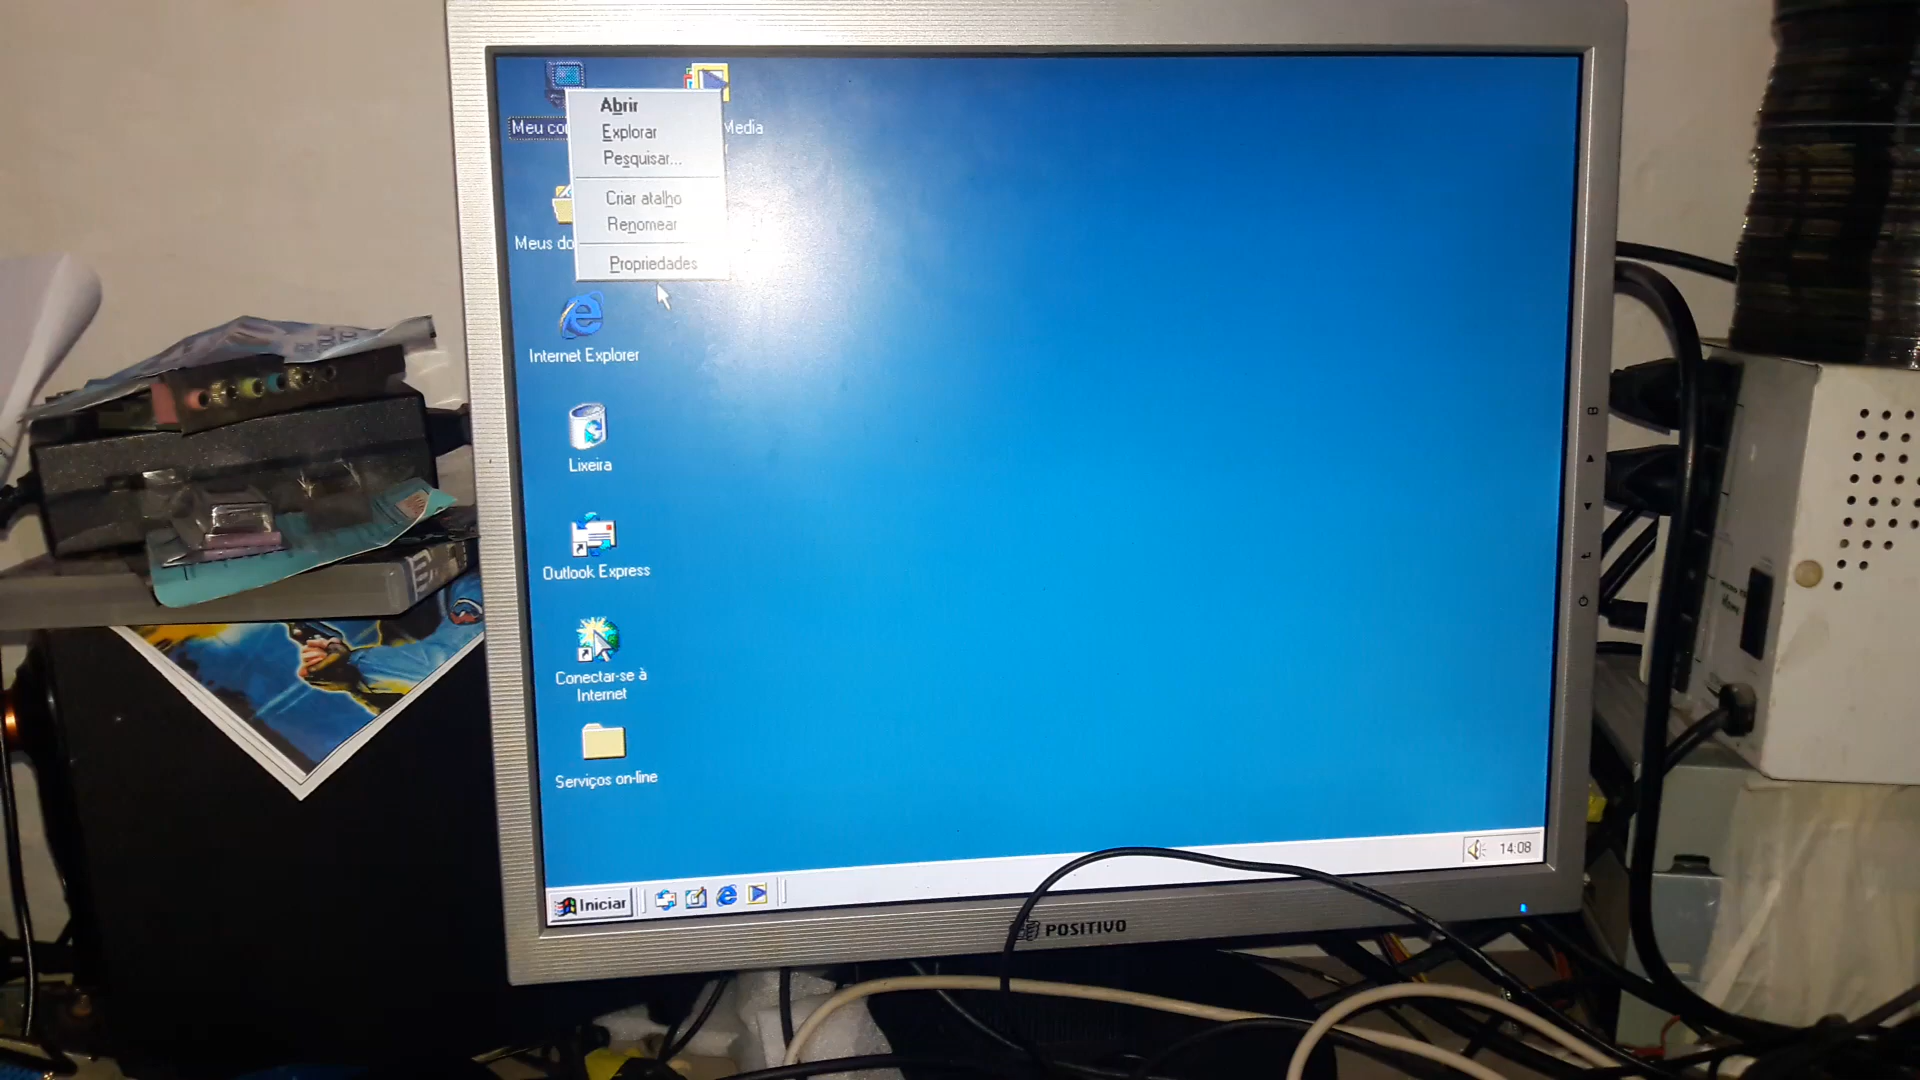 Meu co
Media
Abrir
Explorar
Pesquisar...
Criar atalho
Renomear
Propriedades
Meus do
Internet Explorer
Lixeira
Outlook Express
Conectar-se à
Internet
Serviços on-line
Iniciar
14:08
POSITIVO